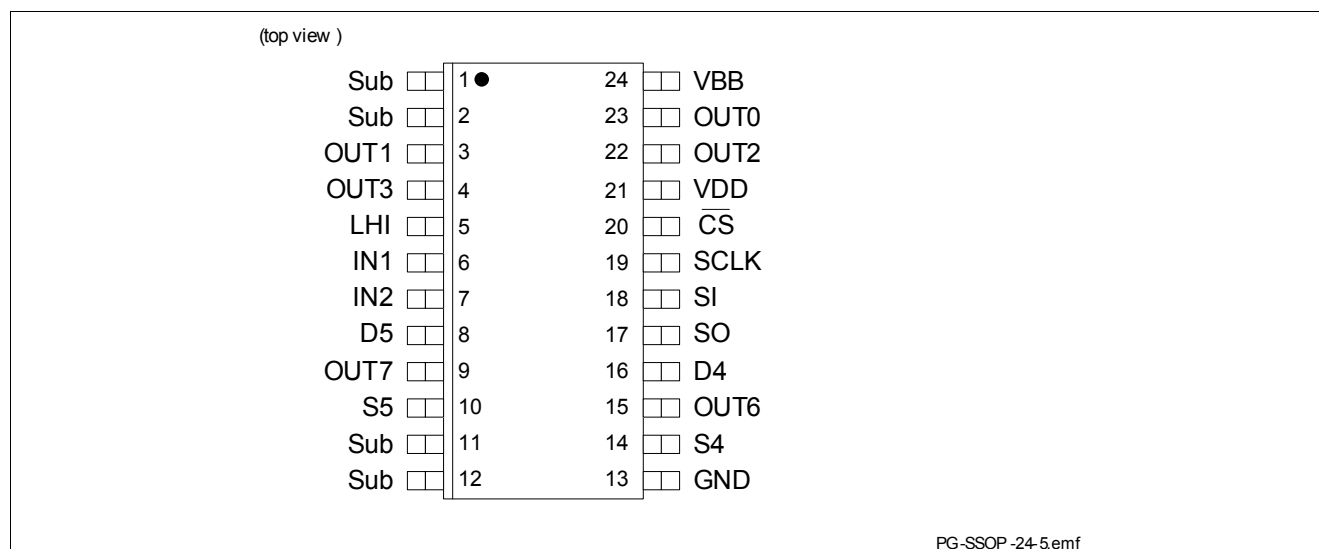 (top view )
Sub 1 24 VBB
Sub 2 23 OUT0
OUT1 3 22 OUT2
OUT3 4 21 VDD
LHI 5 20 C̅S̅
IN1 6 19 SCLK
IN2 7 18 SI
D5 8 17 SO
OUT7 9 16 D4
S5 10 15 OUT6
Sub 11 14 S4
Sub 12 13 GND
PG-SSOP -24-5.emf